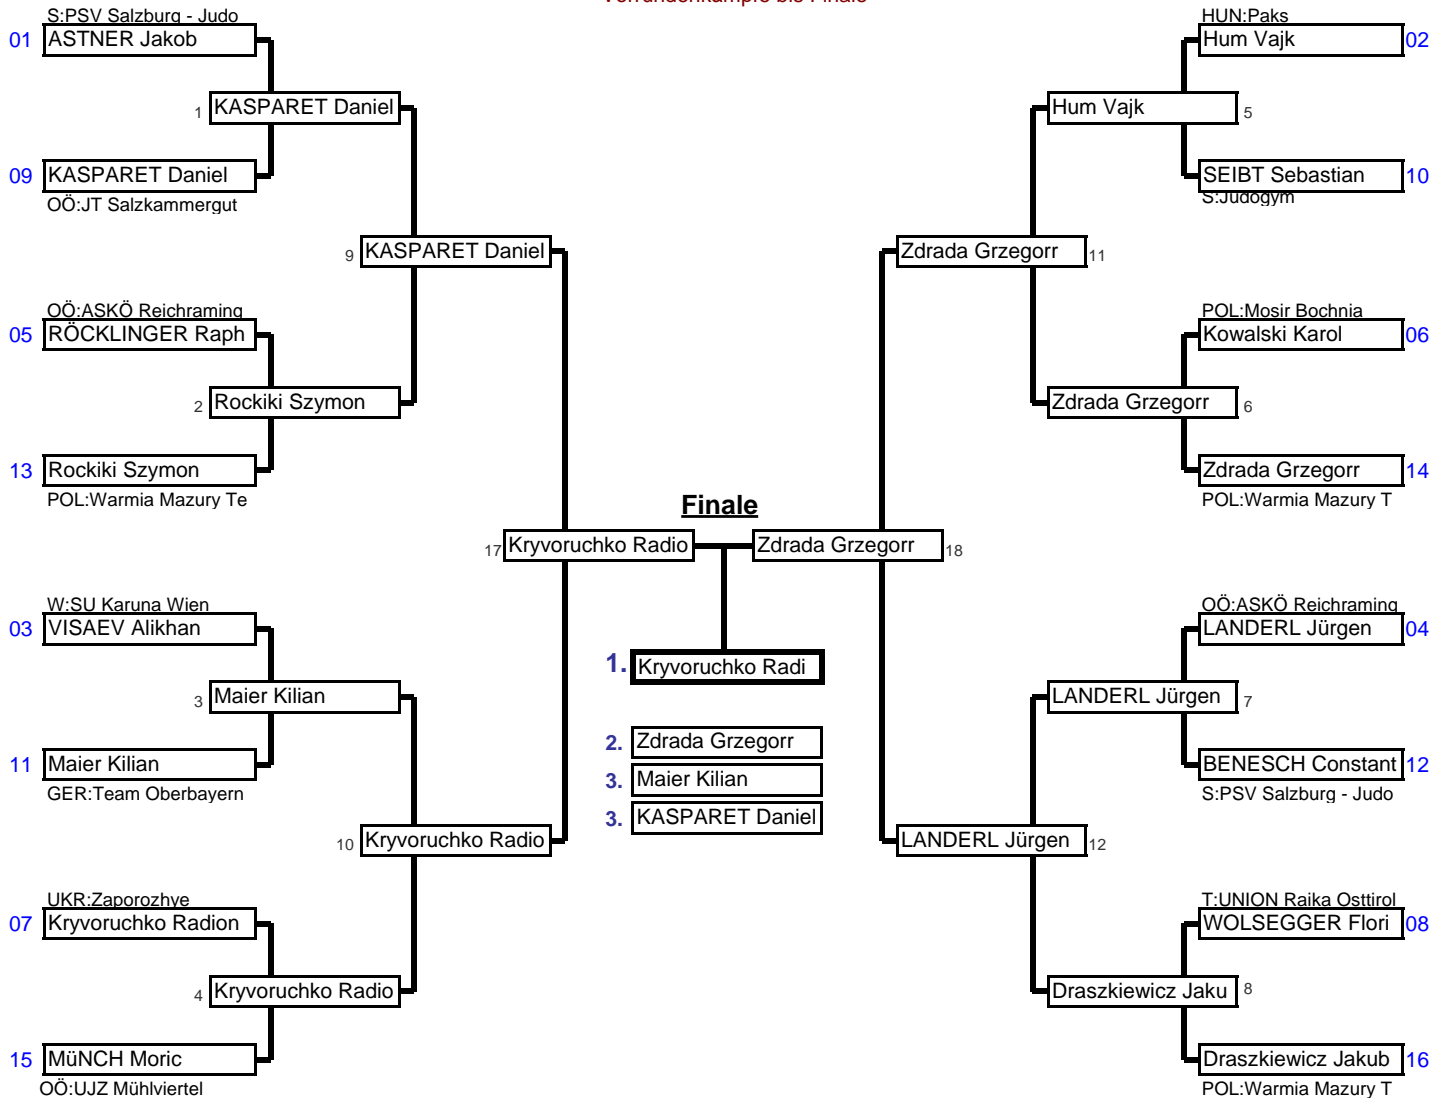 Vorrundenkämpfe bis Finale
S:PSV Salzburg - Judo
01 ASTNER Jakob
1 KASPARET Daniel
09 KASPARET Daniel
OÖ:JT Salzkammergut
9 KASPARET Daniel
OÖ:ASKÖ Reichraming
05 RÖCKLINGER Raph
2 Rockiki Szymon
13 Rockiki Szymon
POL:Warmia Mazury Te
17 Kryvoruchko Radio
W:SU Karuna Wien
03 VISAEV Alikhan
3 Maier Kilian
11 Maier Kilian
GER:Team Oberbayern
10 Kryvoruchko Radio
UKR:Zaporozhye
07 Kryvoruchko Radion
4 Kryvoruchko Radio
15 MüNCH Moric
OÖ:UJZ Mühlviertel
Finale
1. Kryvoruchko Radi
2. Zdrada Grzegorr
3. Maier Kilian
3. KASPARET Daniel
HUN:Paks
Hum Vajk 02
Hum Vajk 5
SEIBT Sebastian 10
S:Judogym
Zdrada Grzegorr 11
POL:Mosir Bochnia
Kowalski Karol 06
Zdrada Grzegorr 6
Zdrada Grzegorr 14
POL:Warmia Mazury T
Zdrada Grzegorr 18
OÖ:ASKÖ Reichraming
LANDERL Jürgen 04
LANDERL Jürgen 7
BENESCH Constant 12
S:PSV Salzburg - Judo
LANDERL Jürgen 12
T:UNION Raika Osttirol
WOLSEGGER Flori 08
Draszkiewicz Jaku 8
Draszkiewicz Jakub 16
POL:Warmia Mazury T